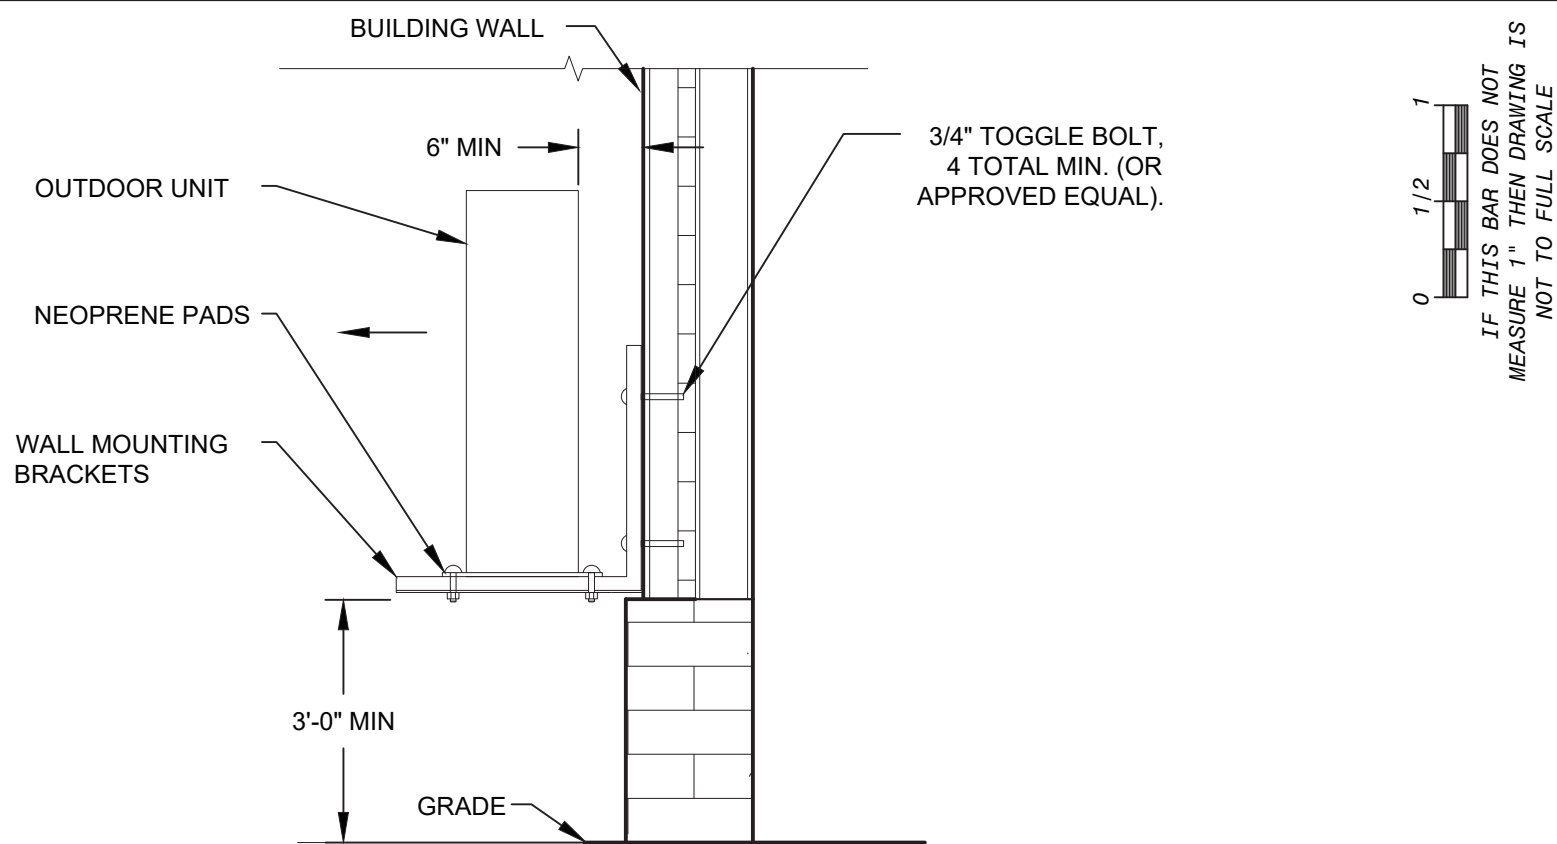 BUILDING WALL
6" MIN
3/4" TOGGLE BOLT,
4 TOTAL MIN. (OR
APPROVED EQUAL).
OUTDOOR UNIT
NEOPRENE PADS
WALL MOUNTING
BRACKETS
3'-0" MIN
GRADE
0 1/2 1
IF THIS BAR DOES NOT
MEASURE 1" THEN DRAWING IS
NOT TO FULL SCALE